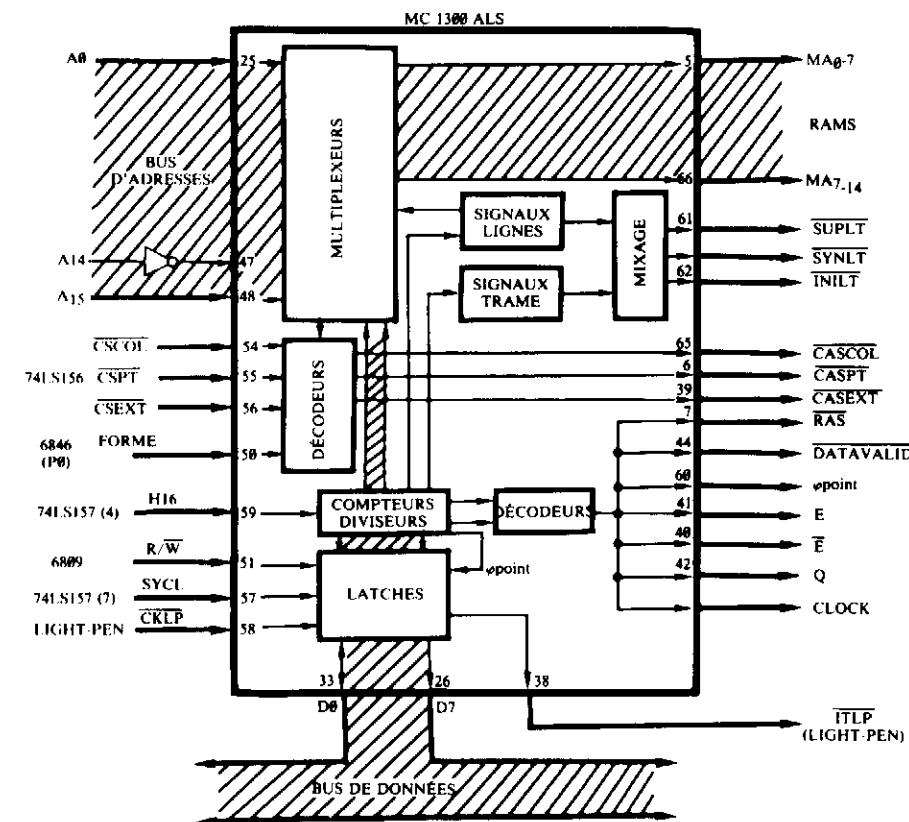 MC 1300 ALS
A0
25
5
MA0-7
BUS
D'ADRESSES
MULTIPLEXEURS
RAMS
66
MA7-14
SIGNAUX
LIGNES
MIXAGE
61
SUPLT
SYNLT
A14
47
SIGNAUX
TRAME
62
INILT
A15
48
CSCOL
54
65
CASCOL
74LS156
CSPT
55
DÉCODEURS
6
CASPT
CSEXT
56
39
CASEXT
7
RAS
6846
(P0)
FORME
50
44
DATAVALID
60
φpoint
74LS157 (4)
H16
59
COMPTEURS
DIVISEURS
DÉCODEURS
41
E
40
E
6809
R/W
51
φpoint
42
Q
74LS157 (7)
SYCL
57
LATCHES
CLOCK
LIGHT-PEN
CKLP
58
33
26
38
D0
D7
ITLP
(LIGHT-PEN)
BUS DE DONNÉES